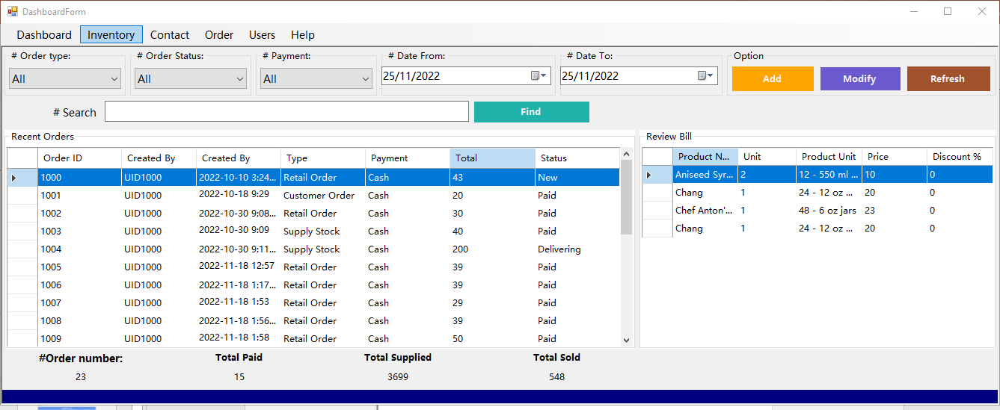 DashboardForm
Dashboard Inventory Contact Order Users Help
# Order type: # Order Status: # Payment: # Date From: # Date To: Option
All All All 25/11/2022 25/11/2022 Add Modify Refresh
# Search Find
Recent Orders Review Bill
Order ID Created By Created By Type Payment Total Status
1000 UID1000 2022-10-10 3:24... Retail Order Cash 43 New
1001 UID1000 2022-10-18 9:29 Customer Order Cash 20 Paid
1002 UID1000 2022-10-30 9:08... Retail Order Cash 30 Paid
1003 UID1000 2022-10-30 9:09 Supply Stock Cash 40 Paid
1004 UID1000 2022-10-30 9:11... Supply Stock Cash 200 Delivering
1005 UID1000 2022-11-18 12:57 Retail Order Cash 39 Paid
1006 UID1000 2022-11-18 1:17... Retail Order Cash 39 Paid
1007 UID1000 2022-11-18 1:53 Retail Order Cash 29 Paid
1008 UID1000 2022-11-18 1:56... Retail Order Cash 39 Paid
1009 UID1000 2022-11-18 1:58 Retail Order Cash 50 Paid
Product N... Unit Product Unit Price Discount %
Aniseed Syr... 2 12 - 550 ml ... 10 0
Chang 1 24 - 12 oz ... 20 0
Chef Anton'... 1 48 - 6 oz jars 23 0
Chang 1 24 - 12 oz ... 20 0
#Order number: Total Paid Total Supplied Total Sold
23 15 3699 548